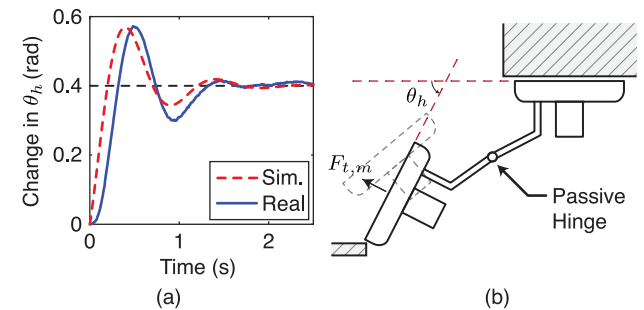 0.6
0.4
0.2
0
Change in θh (rad)
Sim.
Real
0 1 2
Time (s)
(a)
θh
Ft,m
Passive
Hinge
(b)